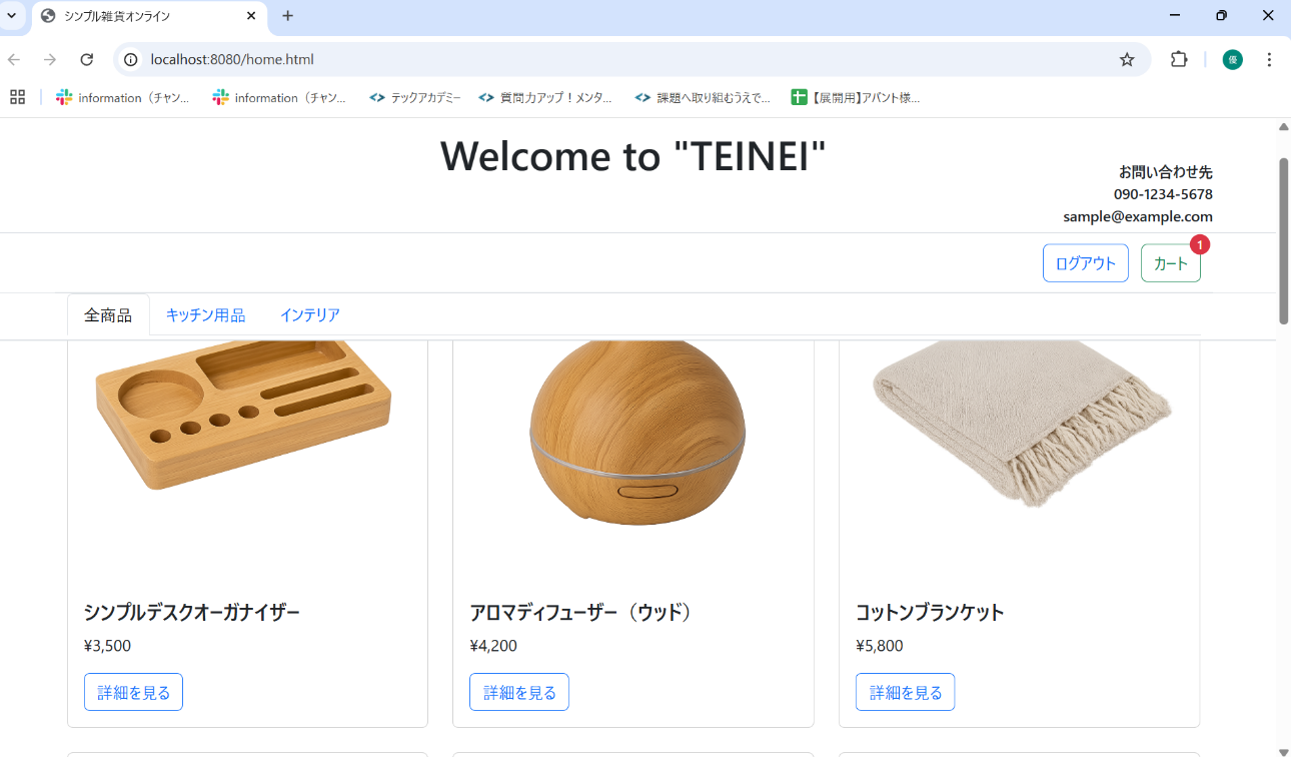 シンプル雑貨オンライン
localhost:8080/home.html
優
information（チャン...
information（チャン...
テックアカデミー
質問力アップ！メンタ...
課題へ取り組むうえで...
【展開用】アバント様...
Welcome to "TEINEI"
お問い合わせ先
090-1234-5678
sample@example.com
ログアウト
カート
1
全商品
キッチン用品
インテリア
シンプルデスクオーガナイザー
アロマディフューザー（ウッド）
コットンブランケット
¥3,500
¥4,200
¥5,800
詳細を見る
詳細を見る
詳細を見る